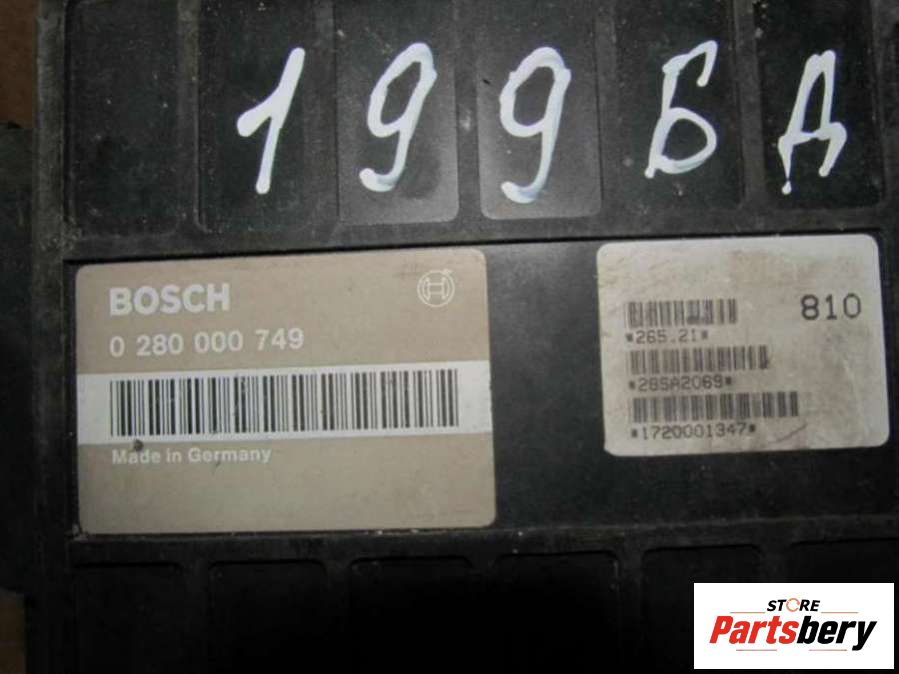 199БД
BOSCH
0 280 000 749
Made in Germany
810
*265.21*
*28SA2069*
*1720001347*
STORE
Partsbery